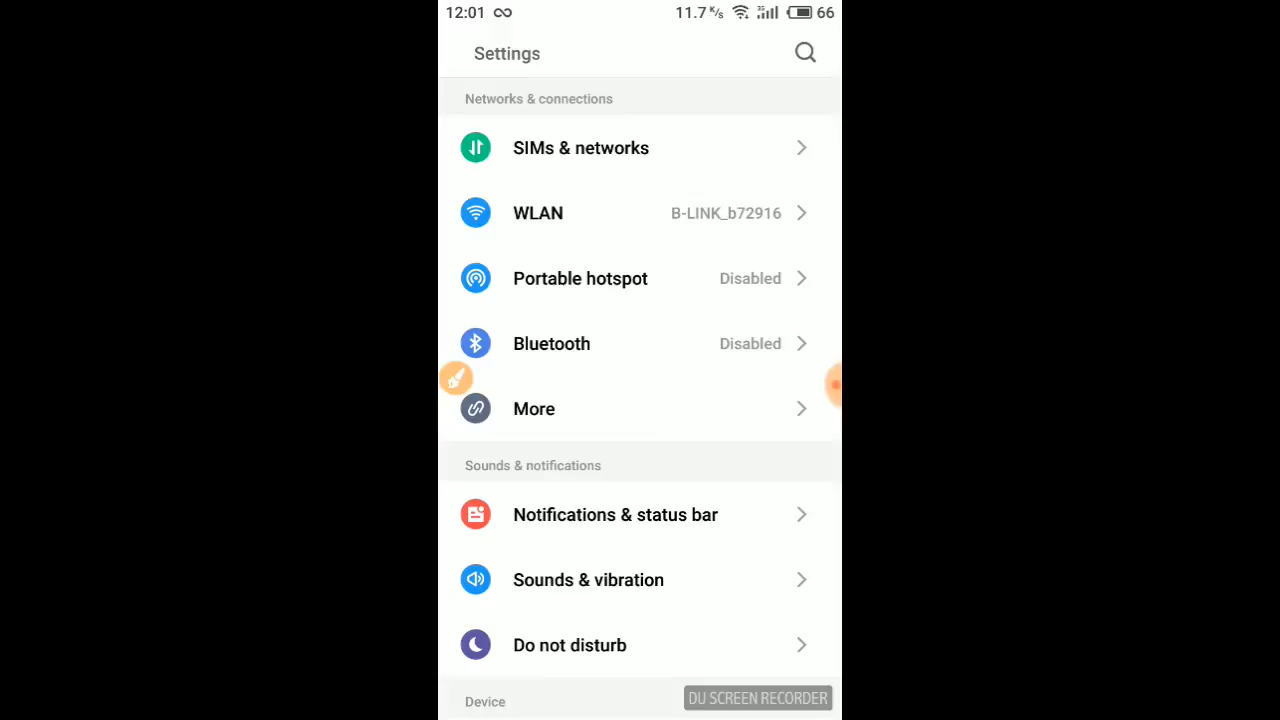 12:01 11.7 K/s 3G 66
Settings
Networks & connections
SIMs & networks
WLAN B-LINK_b72916
Portable hotspot Disabled
Bluetooth Disabled
More
Sounds & notifications
Notifications & status bar
Sounds & vibration
Do not disturb
Device
DU SCREEN RECORDER